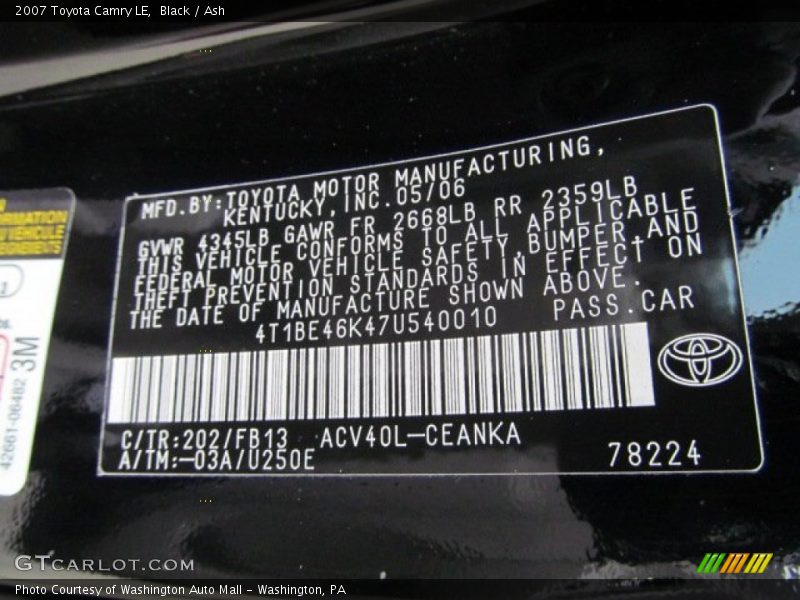 2007 Toyota Camry LE, Black / Ash
MFD.BY:TOYOTA MOTOR MANUFACTURING,
KENTUCKY,INC.05/06
GVWR 4345LB GAWR FR 2668LB RR 2359LB
THIS VEHICLE CONFORMS TO ALL APPLICABLE
FEDERAL MOTOR VEHICLE SAFETY,BUMPER,AND
THEFT PREVENTION STANDARDS IN EFFECT ON
THE DATE OF MANUFACTURE SHOWN ABOVE.
4T1BE46K47U540010 PASS.CAR
C/TR:202/FB13 ACV40L-CEANKA
A/TM:-03A/U250E
78224
3M
42661-06482
GTCARLOT.COM
Photo Courtesy of Washington Auto Mall - Washington, PA